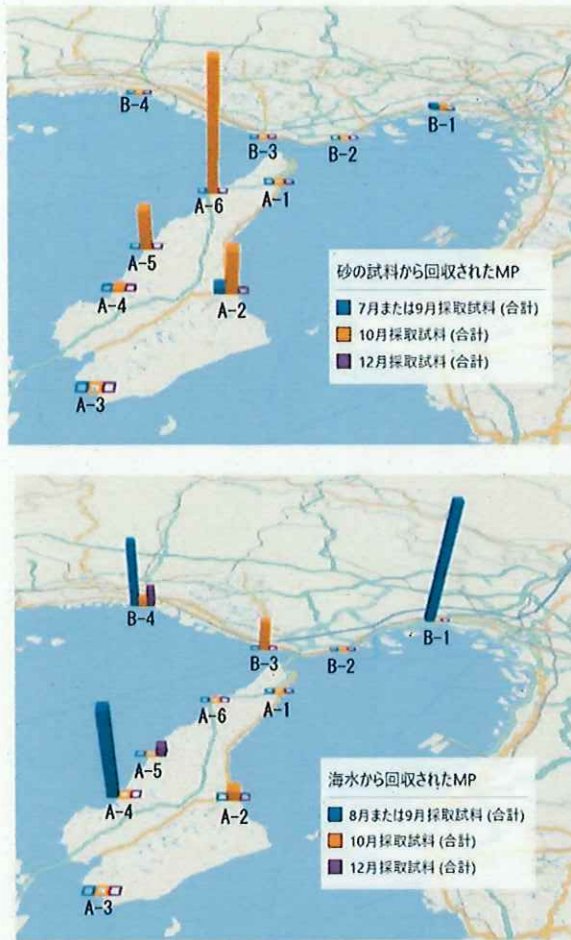 B-4
B-1
B-3
B-2
A-6
A-1
A-5
A-4
A-2
A-3
砂の試料から回収されたMP
7月または9月採取試料(合計)
10月採取試料(合計)
12月採取試料(合計)
B-4
B-1
B-3
B-2
A-6
A-1
A-5
A-4
A-2
A-3
海水から回収されたMP
8月または9月採取試料(合計)
10月採取試料(合計)
12月採取試料(合計)